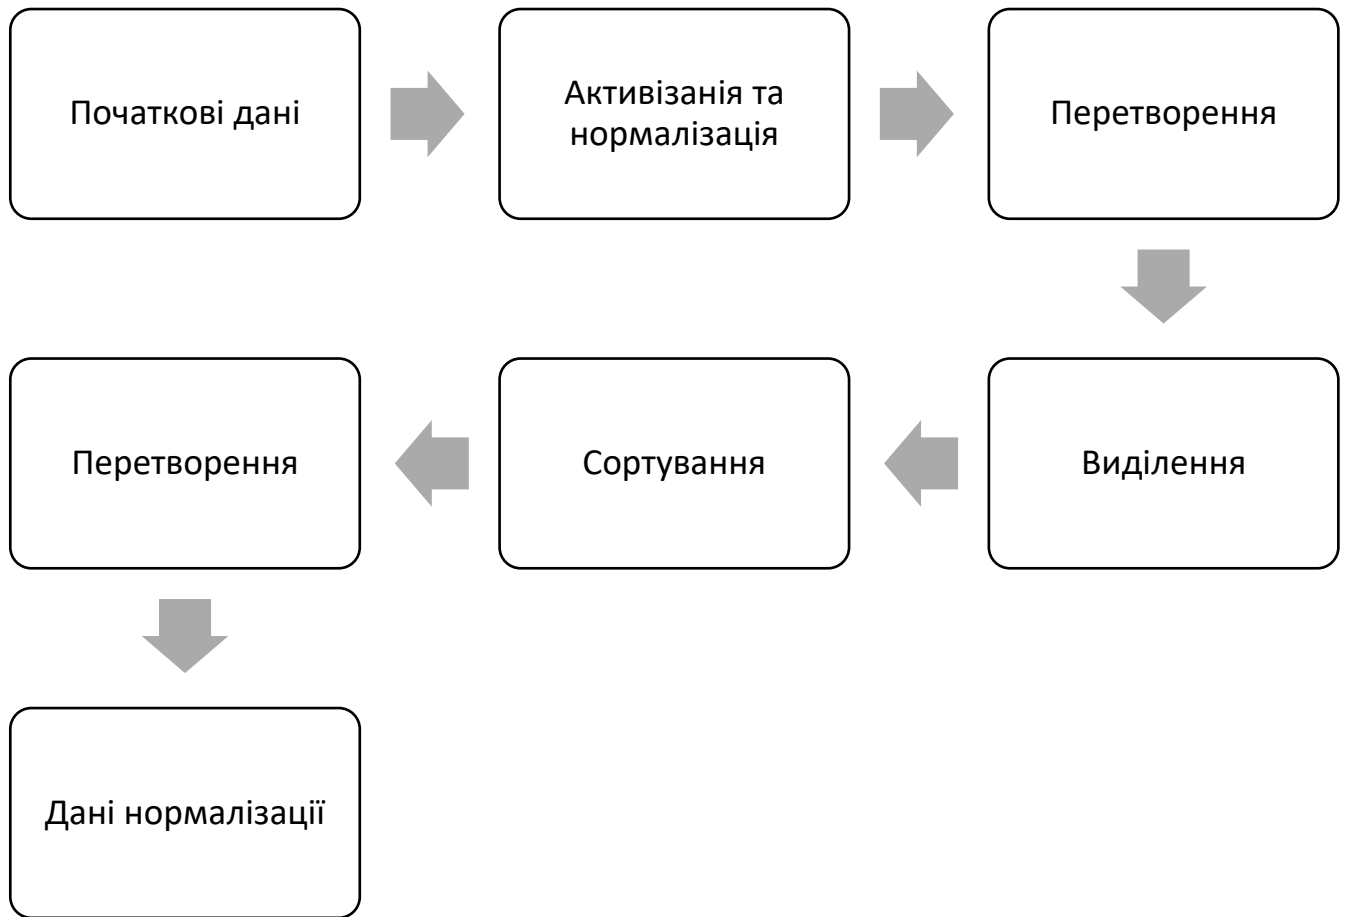 Початкові дані
Активізанія та
нормалізація
Перетворення
Виділення
Сортування
Перетворення
Дані нормалізації